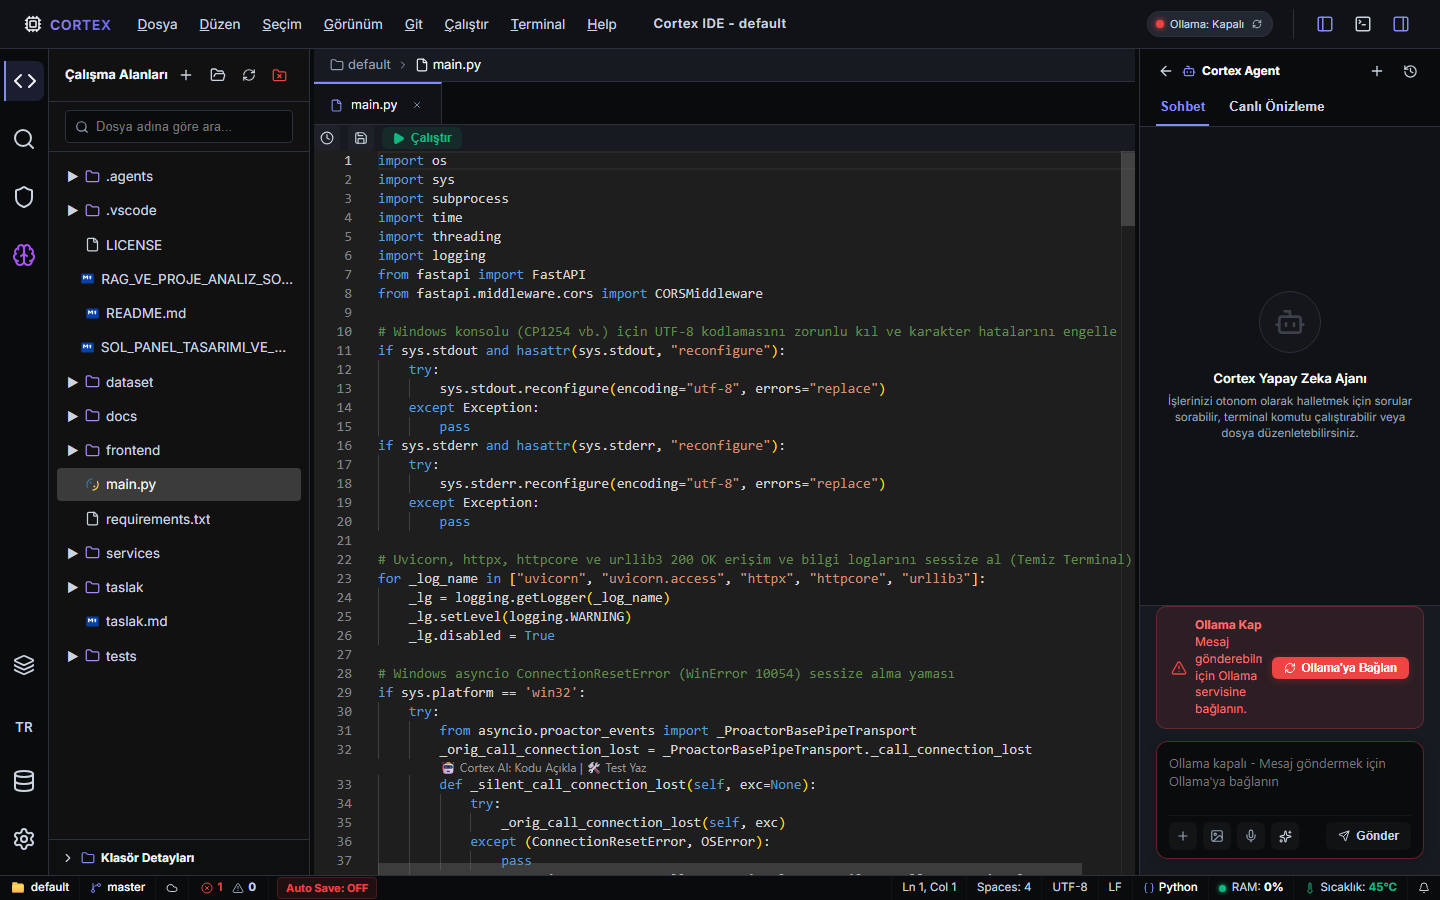 CORTEX
Dosya
Düzen
Seçim
Görünüm
Git
Çalıştır
Terminal
Help
Cortex IDE - default
Ollama: Kapalı
Çalışma Alanları
Dosya adına göre ara...
.agents
.vscode
LICENSE
RAG_VE_PROJE_ANALIZ_SO...
README.md
SOL_PANEL_TASARIMI_VE_...
dataset
docs
frontend
main.py
requirements.txt
services
taslak
taslak.md
tests
TR
Klasör Detayları
default
main.py
main.py
Çalıştır
1 import os
2 import sys
3 import subprocess
4 import time
5 import threading
6 import logging
7 from fastapi import FastAPI
8 from fastapi.middleware.cors import CORSMiddleware
9
10 # Windows konsolu (CP1254 vb.) için UTF-8 kodlamasını zorunlu kıl ve karakter hatalarını engelle
11 if sys.stdout and hasattr(sys.stdout, "reconfigure"):
12 try:
13 sys.stdout.reconfigure(encoding="utf-8", errors="replace")
14 except Exception:
15 pass
16 if sys.stderr and hasattr(sys.stderr, "reconfigure"):
17 try:
18 sys.stderr.reconfigure(encoding="utf-8", errors="replace")
19 except Exception:
20 pass
21
22 # Uvicorn, httpx, httpcore ve urllib3 200 OK erişim ve bilgi loglarını sessize al (Temiz Terminal)
23 for _log_name in ["uvicorn", "uvicorn.access", "httpx", "httpcore", "urllib3"]:
24 _lg = logging.getLogger(_log_name)
25 _lg.setLevel(logging.WARNING)
26 _lg.disabled = True
27
28 # Windows asyncio ConnectionResetError (WinError 10054) sessize alma yaması
29 if sys.platform == 'win32':
30 try:
31 from asyncio.proactor_events import _ProactorBasePipeTransport
32 _orig_call_connection_lost = _ProactorBasePipeTransport._call_connection_lost
Cortex AI: Kodu Açıkla | Test Yaz
33 def _silent_call_connection_lost(self, exc=None):
34 try:
35 _orig_call_connection_lost(self, exc)
36 except (ConnectionResetError, OSError):
37 pass
Cortex Agent
Sohbet
Canlı Önizleme
Cortex Yapay Zeka Ajanı
İşlerinizi otonom olarak halletmek için sorular
sorabilir, terminal komutu çalıştırabilir veya
dosya düzenletebilirsiniz.
Ollama Kap
Mesaj
gönderebiln
için Ollama
servisine
bağlanın.
Ollama'ya Bağlan
Ollama kapalı - Mesaj göndermek için
Ollama'ya bağlanın
Gönder
default
master
1
0
Auto Save: OFF
Ln 1, Col 1
Spaces: 4
UTF-8
LF
Python
RAM: 0%
Sıcaklık: 45°C